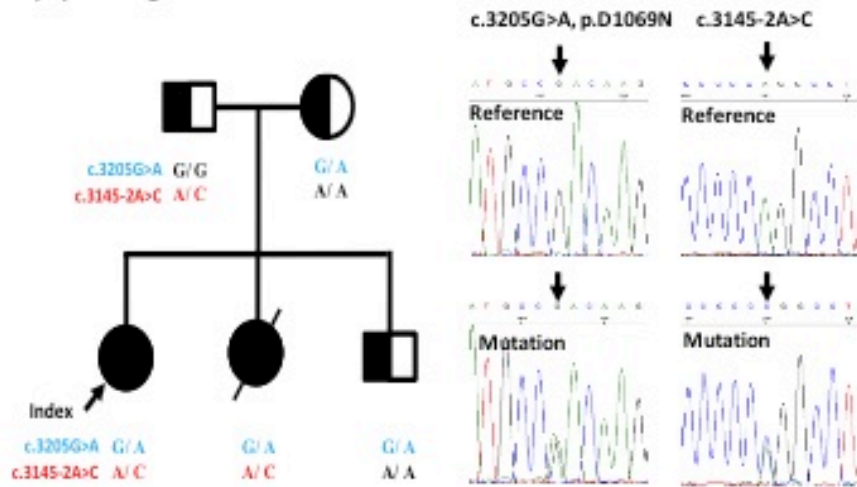 c.3205G>A, p.D1069N c.3145-2A>C
Reference Reference
c.3205G>A G/G G/A
c.3145-2A>C A/C A/A
Mutation Mutation
Index
c.3205G>A G/A G/A G/A
c.3145-2A>C A/C A/C A/A